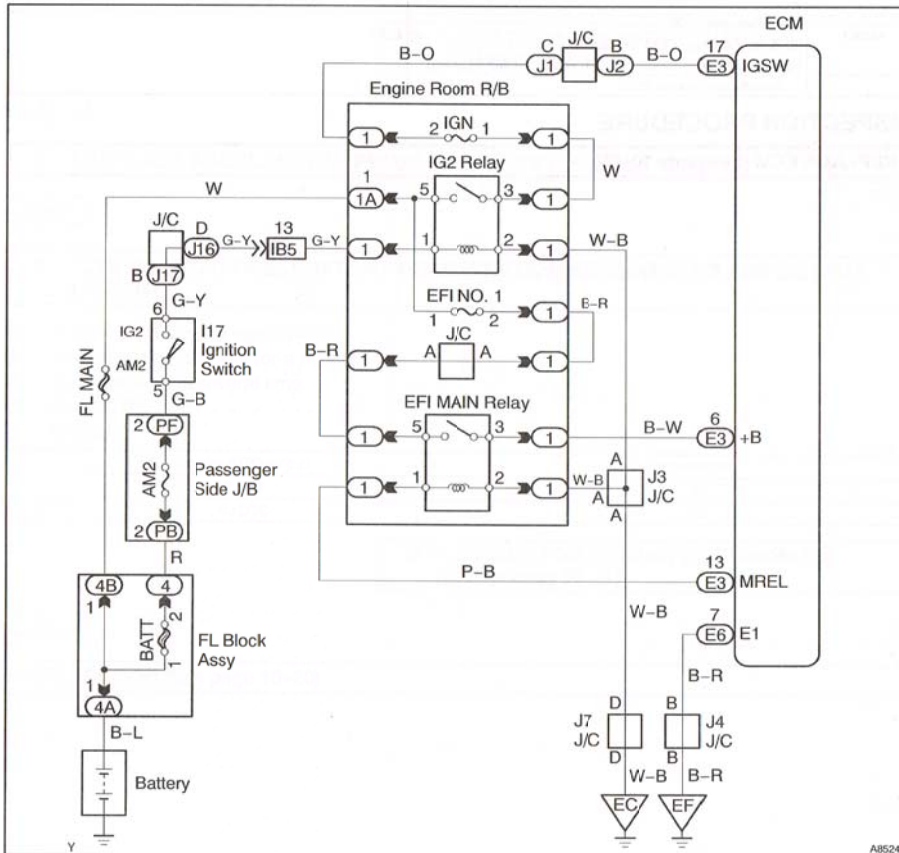 ECM
J/C
B-O
C
J1
B
J2
B-O
17
E3
IGSW
Engine Room R/B
1
2
IGN
1
1
IG2 Relay
W
W
1
1A
5
3
1
J/C
D
J16
G-Y
13
IB5
G-Y
1
1
2
1
W-B
B
J17
G-Y
EFI NO. 1
1
2
1
B-R
6
IG2
I17
Ignition
Switch
AM2
5
G-B
J/C
B-R
1
A
A
1
FL MAIN
EFI MAIN Relay
1
5
3
1
B-W
6
E3
+B
2
PF
AM2
Passenger
Side J/B
2
PB
1
1
2
1
W-B
A
A
A
J3
J/C
R
P-B
13
E3
MREL
4B
4
1
2
BATT
1
FL Block
Assy
W-B
7
E6
E1
B-R
1
4A
B-L
D
J7
J/C
D
B
J4
J/C
B
Battery
W-B
B-R
EC
EF
Y
A8524